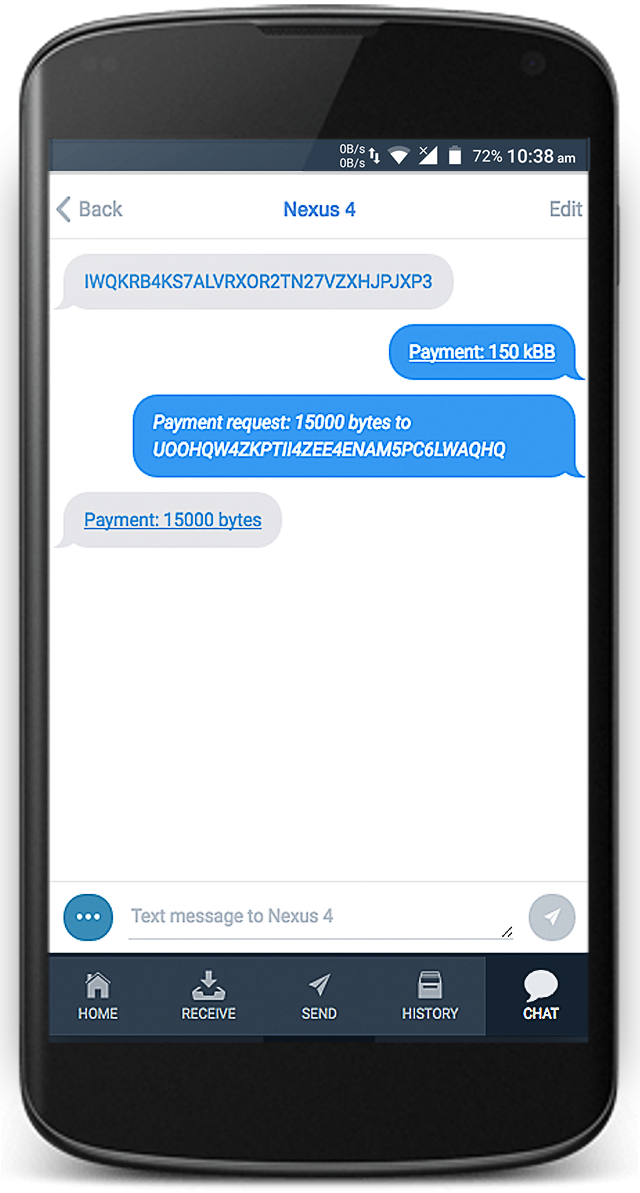 0B/s
0B/s
72% 10:38 am
Back
Nexus 4
Edit
IWQKRB4KS7ALVRXOR2TN27VZXHJPJXP3
Payment: 150 kBB
Payment request: 15000 bytes to
UOOHQW4ZKPTII4ZEE4ENAM5PC6LWAQHQ
Payment: 15000 bytes
Text message to Nexus 4
HOME
RECEIVE
SEND
HISTORY
CHAT